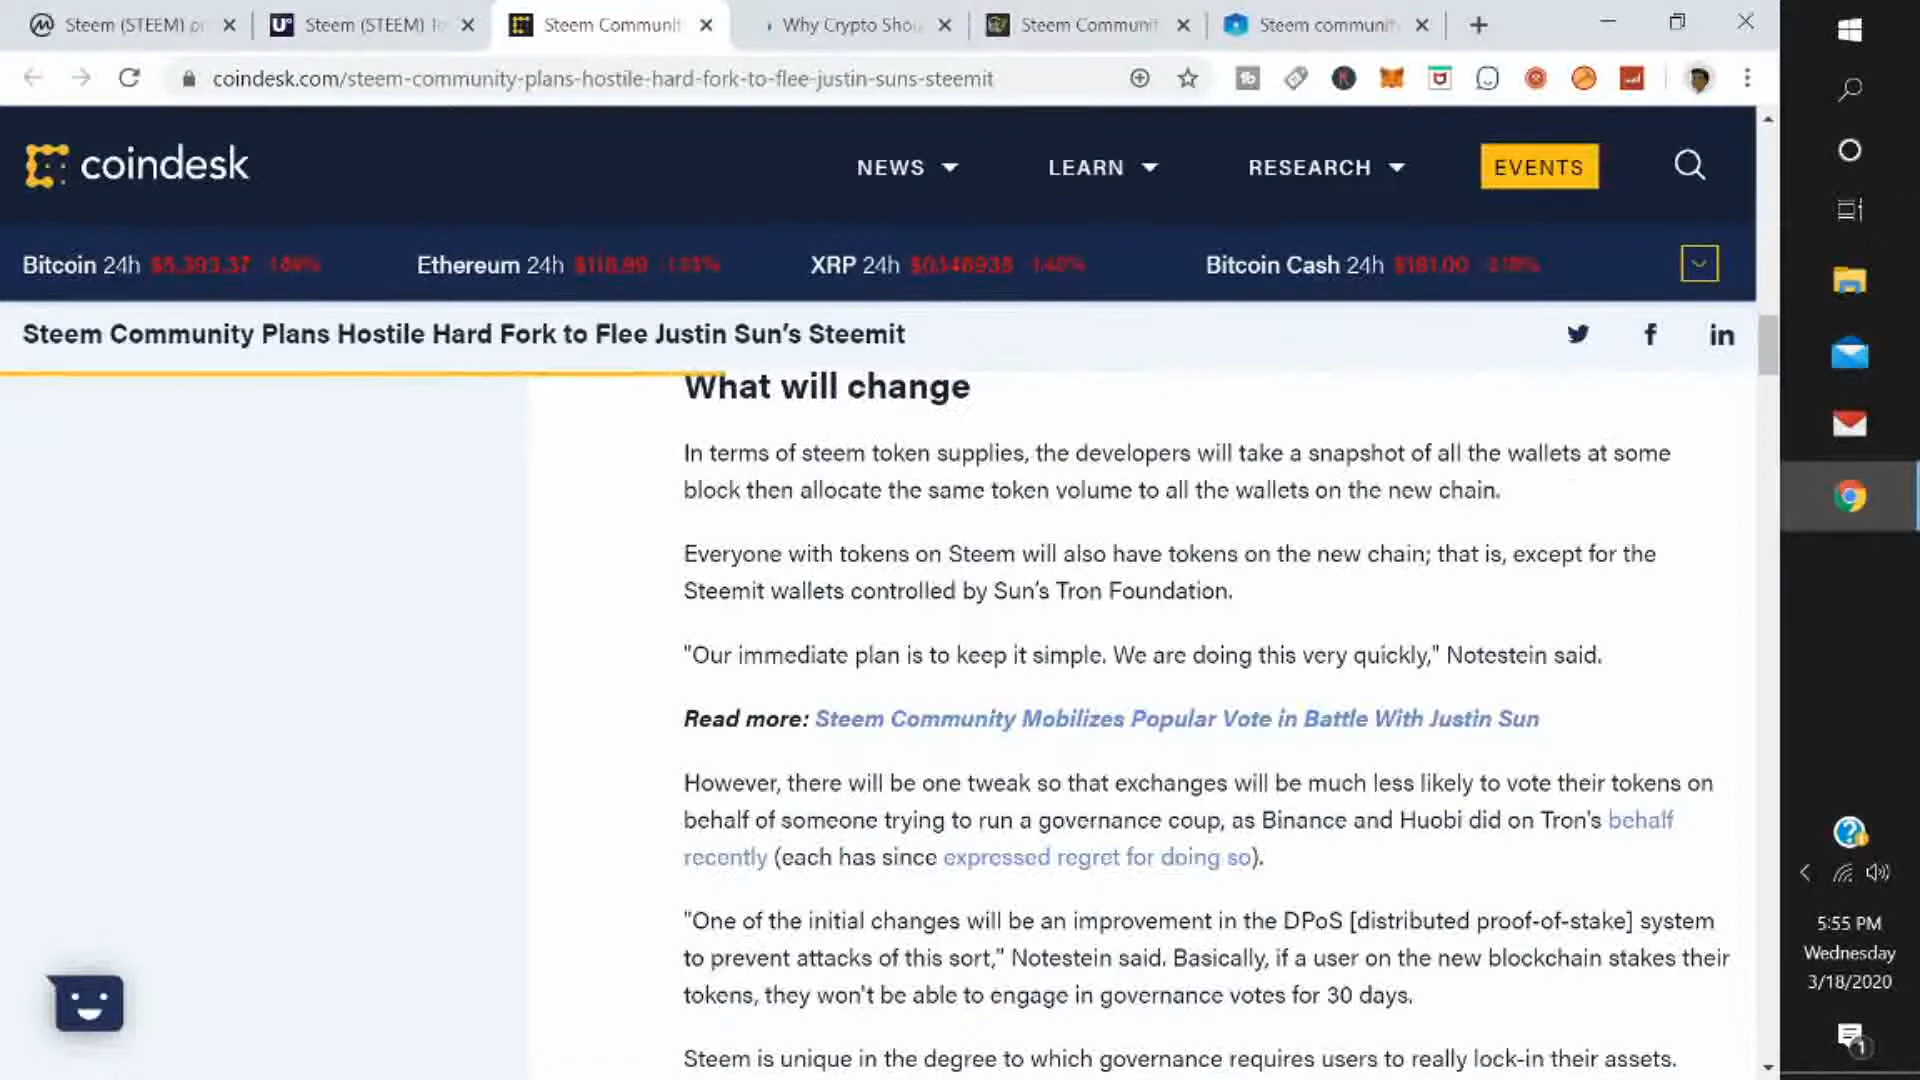 Steem (STEEM) pr
Steem (STEEM)
Steem Communit
Why Crypto Shou
Steem Communit
Steem communit
coindesk.com/steem-community-plans-hostile-hard-fork-to-flee-justin-suns-steemit
coindesk
NEWS
LEARN
RESEARCH
EVENTS
Bitcoin 24h
Ethereum 24h
XRP 24h
Bitcoin Cash 24h
Steem Community Plans Hostile Hard Fork to Flee Justin Sun's Steemit
What will change
In terms of steem token supplies, the developers will take a snapshot of all the wallets at some
block then allocate the same token volume to all the wallets on the new chain.
Everyone with tokens on Steem will also have tokens on the new chain; that is, except for the
Steemit wallets controlled by Sun's Tron Foundation.
"Our immediate plan is to keep it simple. We are doing this very quickly," Notestein said.
Read more: Steem Community Mobilizes Popular Vote in Battle With Justin Sun
However, there will be one tweak so that exchanges will be much less likely to vote their tokens on
behalf of someone trying to run a governance coup, as Binance and Huobi did on Tron's behalf
recently (each has since expressed regret for doing so).
"One of the initial changes will be an improvement in the DPoS [distributed proof-of-stake] system
to prevent attacks of this sort," Notestein said. Basically, if a user on the new blockchain stakes their
tokens, they won't be able to engage in governance votes for 30 days.
Steem is unique in the degree to which governance requires users to really lock-in their assets.
5:55 PM
Wednesday
3/18/2020
1